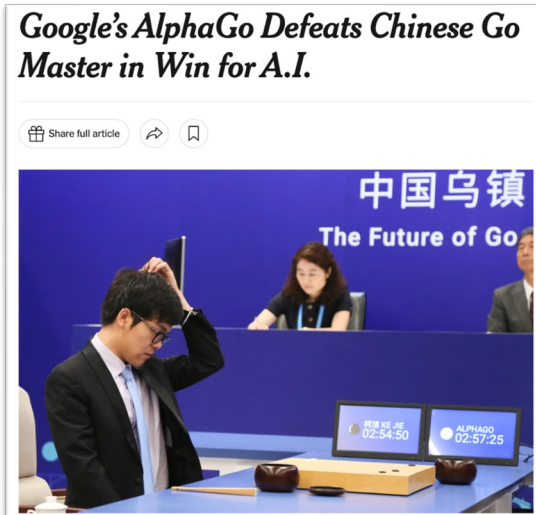 Google's AlphaGo Defeats Chinese Go
Master in Win for A.I.
Share full article
中国乌镇
The Future of Go
柯洁 KE JIE
02:54:50
ALPHAGO
02:57:25